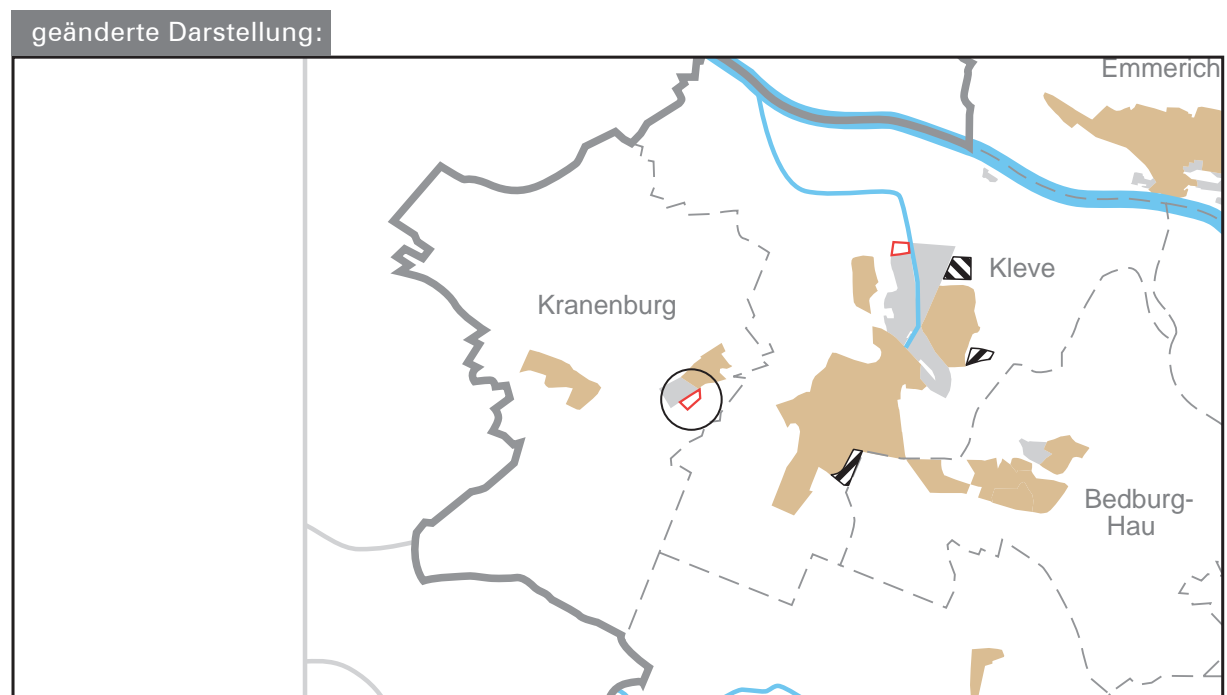 geänderte Darstellung:
Emmerich
Kleve
Kranenburg
Bedburg-
Hau